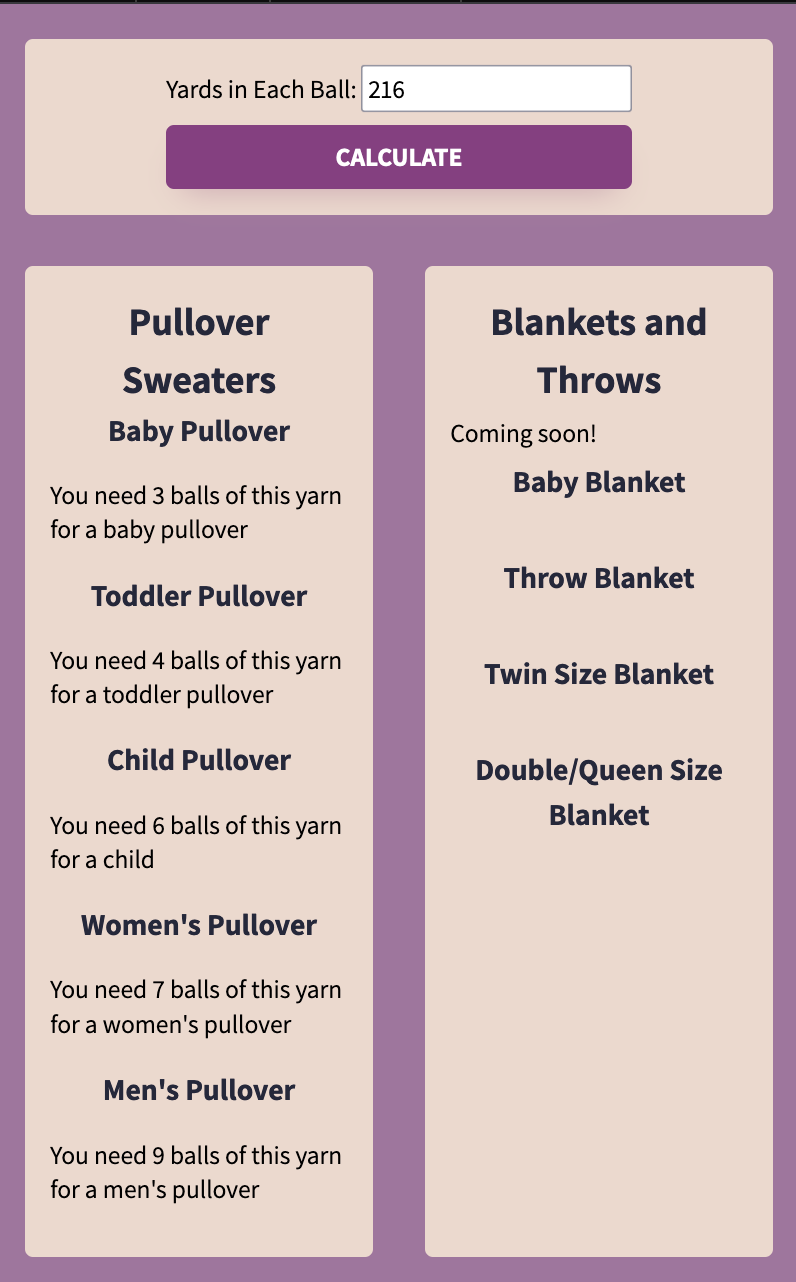 Yards in Each Ball: 216
CALCULATE
Pullover
Sweaters
Baby Pullover
You need 3 balls of this yarn
for a baby pullover
Toddler Pullover
You need 4 balls of this yarn
for a toddler pullover
Child Pullover
You need 6 balls of this yarn
for a child
Women's Pullover
You need 7 balls of this yarn
for a women's pullover
Men's Pullover
You need 9 balls of this yarn
for a men's pullover
Blankets and
Throws
Coming soon!
Baby Blanket
Throw Blanket
Twin Size Blanket
Double/Queen Size
Blanket